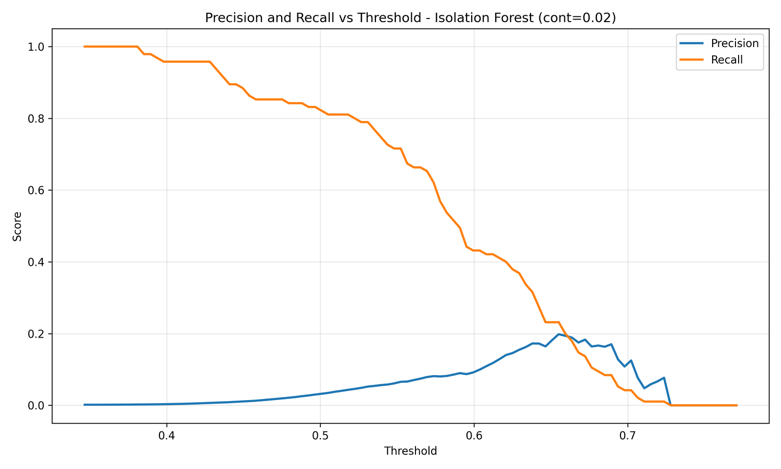 Precision and Recall vs Threshold - Isolation Forest (cont=0.02)
Precision
Recall
1.0
0.8
0.6
0.4
0.2
0.0
Score
0.4 0.5 0.6 0.7
Threshold